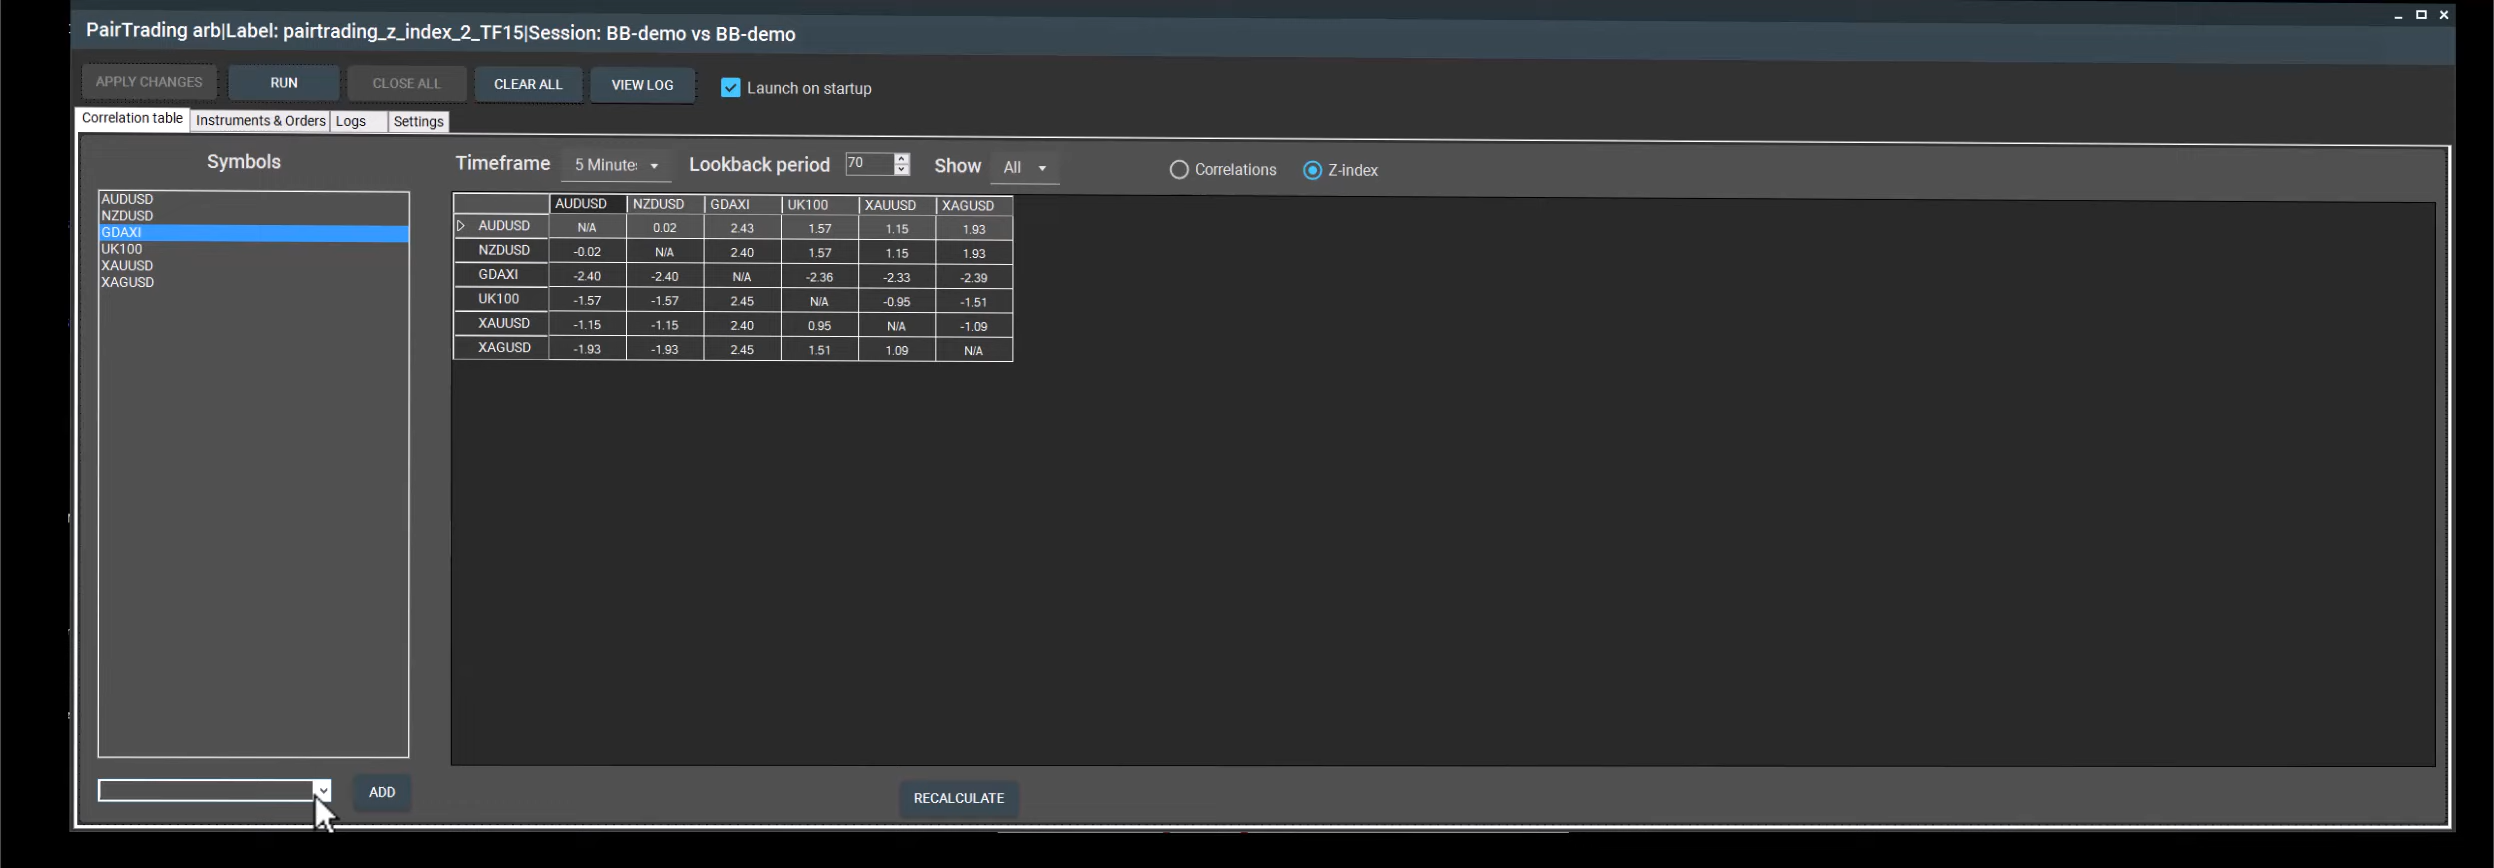 PairTrading arb|Label: pairtrading_z_index_2_TF15|Session: BB-demo vs BB-demo
APPLY CHANGES RUN CLOSE ALL CLEAR ALL VIEW LOG Launch on startup
Correlation table Instruments & Orders Logs Settings
Symbols Timeframe 5 Minute: Lookback period 70 Show All Correlations Z-index
AUDUSD
NZDUSD
GDAXI
UK100
XAUUSD
XAGUSD
AUDUSD NZDUSD GDAXI UK100 XAUUSD XAGUSD
AUDUSD N/A 0.02 2.43 1.57 1.15 1.93
NZDUSD -0.02 N/A 2.40 1.57 1.15 1.93
GDAXI -2.40 -2.40 N/A -2.36 -2.33 -2.39
UK100 -1.57 -1.57 2.45 N/A -0.95 -1.51
XAUUSD -1.15 -1.15 2.40 0.95 N/A -1.09
XAGUSD -1.93 -1.93 2.45 1.51 1.09 N/A
ADD RECALCULATE